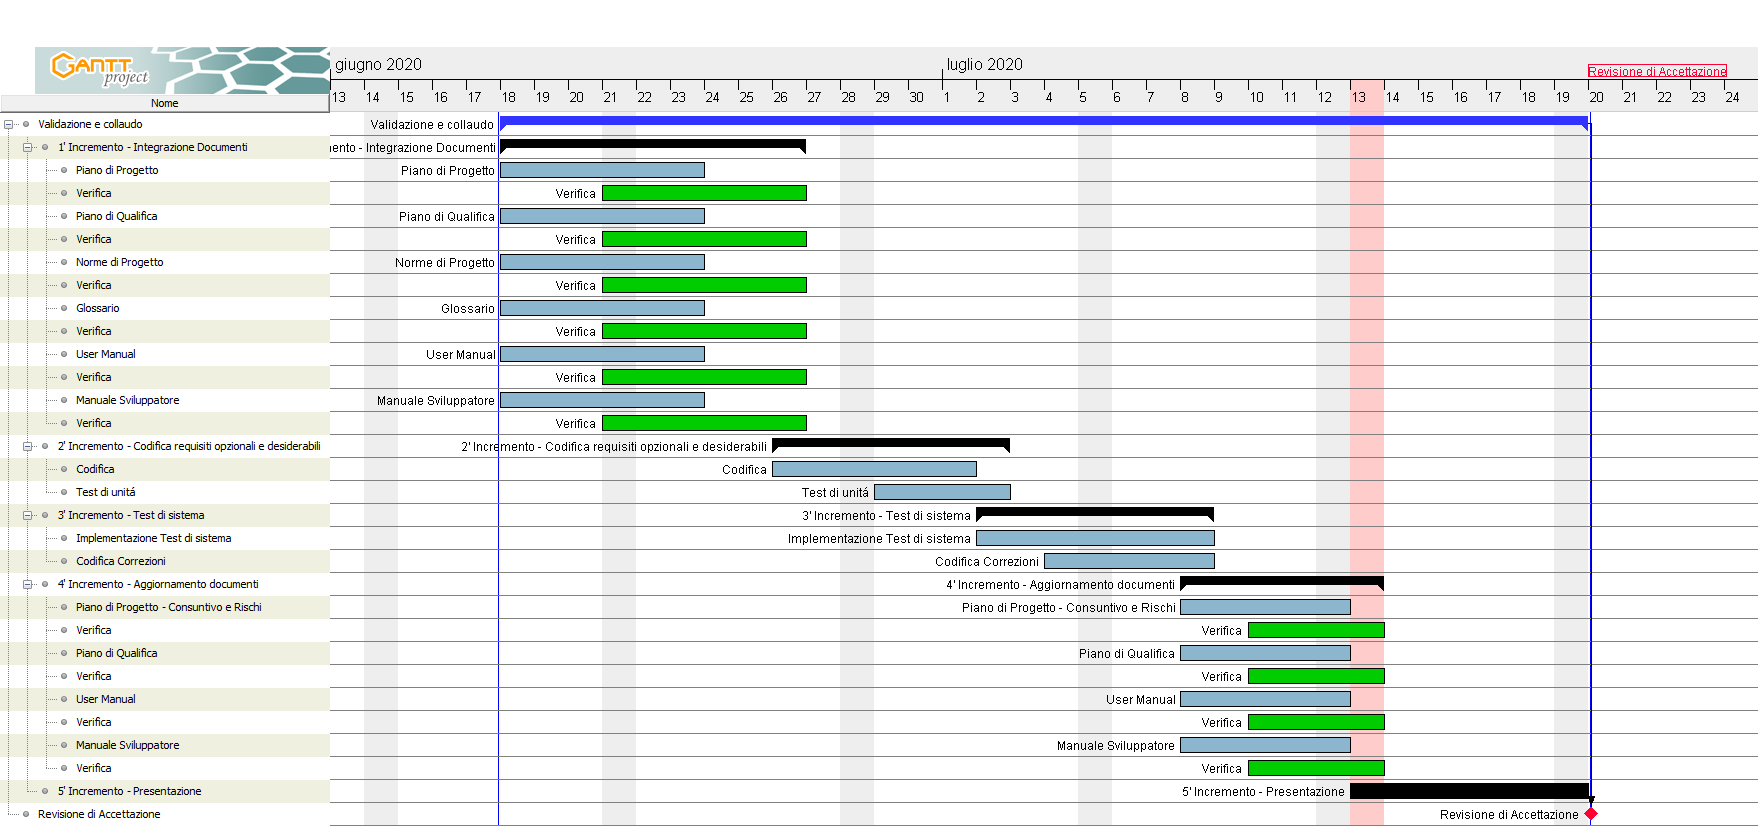 GANTT
project
giugno 2020
luglio 2020
Revisione di Accettazione
Nome
13 14 15 16 17 18 19 20 21 22 23 24 25 26 27 28 29 30 1 2 3 4 5 6 7 8 9 10 11 12 13 14 15 16 17 18 19 20 21 22 23 24
Validazione e collaudo Validazione e collaudo
1' Incremento - Integrazione Documenti ento - Integrazione Documenti
Piano di Progetto Piano di Progetto
Verifica Verifica
Piano di Qualifica Piano di Qualifica
Verifica Verifica
Norme di Progetto Norme di Progetto
Verifica Verifica
Glossario Glossario
Verifica Verifica
User Manual User Manual
Verifica Verifica
Manuale Sviluppatore Manuale Sviluppatore
Verifica Verifica
2' Incremento - Codifica requisiti opzionali e desiderabili 2' Incremento - Codifica requisiti opzionali e desiderabili
Codifica Codifica
Test di unitá Test di unitá
3' Incremento - Test di sistema 3' Incremento - Test di sistema
Implementazione Test di sistema Implementazione Test di sistema
Codifica Correzioni Codifica Correzioni
4' Incremento - Aggiornamento documenti 4' Incremento - Aggiornamento documenti
Piano di Progetto - Consuntivo e Rischi Piano di Progetto - Consuntivo e Rischi
Verifica Verifica
Piano di Qualifica Piano di Qualifica
Verifica Verifica
User Manual User Manual
Verifica Verifica
Manuale Sviluppatore Manuale Sviluppatore
Verifica Verifica
5' Incremento - Presentazione 5' Incremento - Presentazione
Revisione di Accettazione Revisione di Accettazione